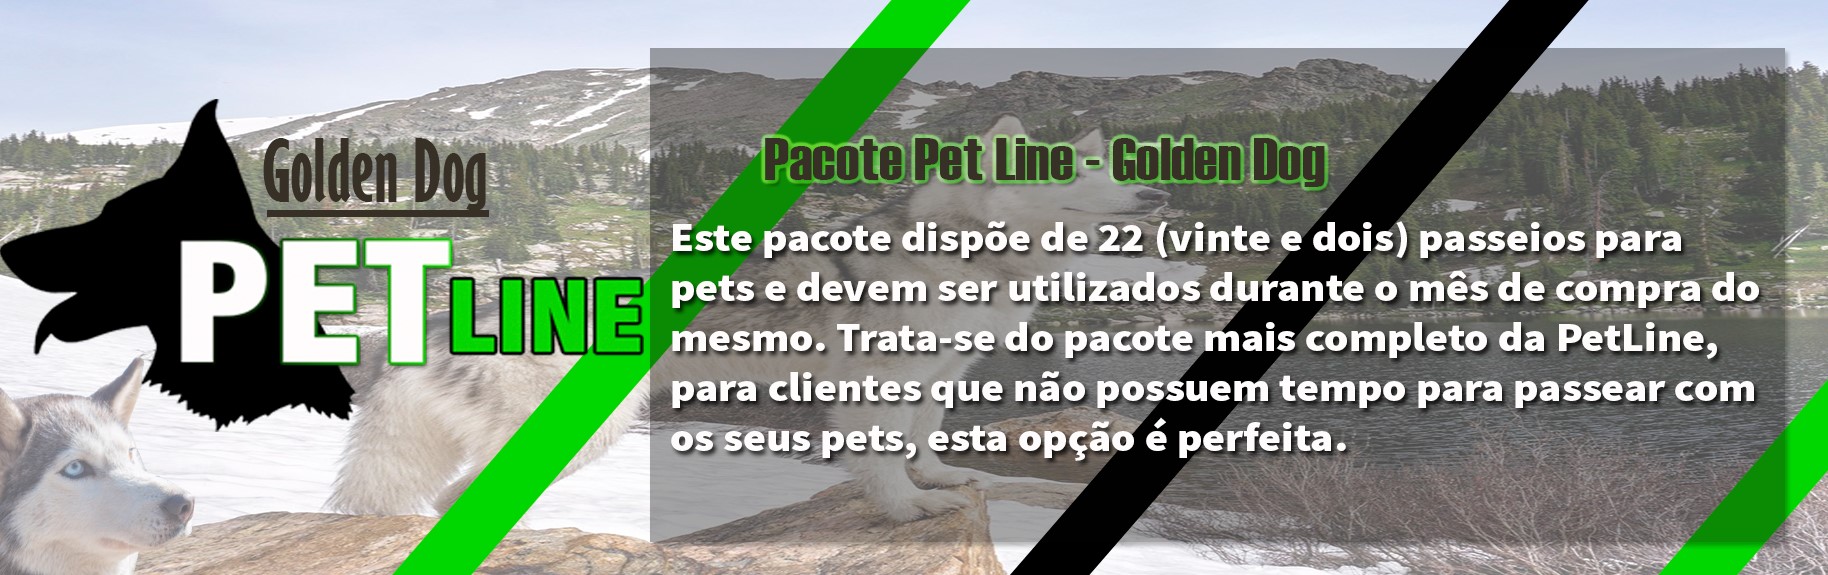 Golden Dog
PETLINE
Pacote Pet Line - Golden Dog
Este pacote dispõe de 22 (vinte e dois) passeios para
pets e devem ser utilizados durante o mês de compra do
mesmo. Trata-se do pacote mais completo da PetLine,
para clientes que não possuem tempo para passear com
os seus pets, esta opção é perfeita.